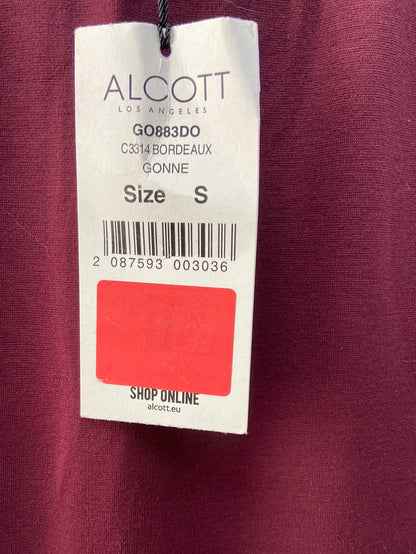 ALCOTT
LOS ANGELES
GO883DO
C3314 BORDEAUX
GONNE
Size S
2 087593 003036
SHOP ONLINE
alcott.eu